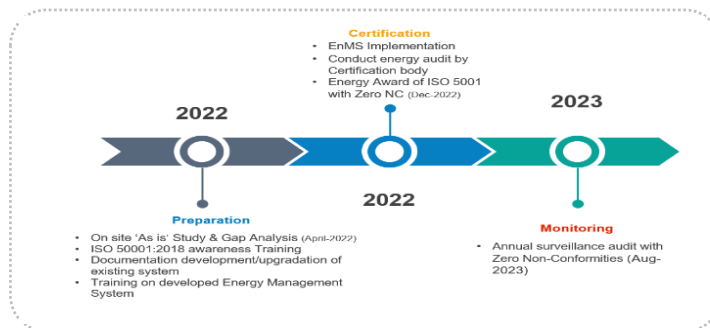 Certification
• EnMS Implementation
• Conduct energy audit by
Certification body
• Energy Award of ISO 5001
with Zero NC (Dec-2022)
2022
2023
2022
Preparation
• On site 'As is' Study & Gap Analysis (April-2022)
• ISO 50001:2018 awareness Training
• Documentation development/upgradation of
existing system
• Training on developed Energy Management
System
Monitoring
• Annual surveillance audit with
Zero Non-Conformities (Aug-
2023)